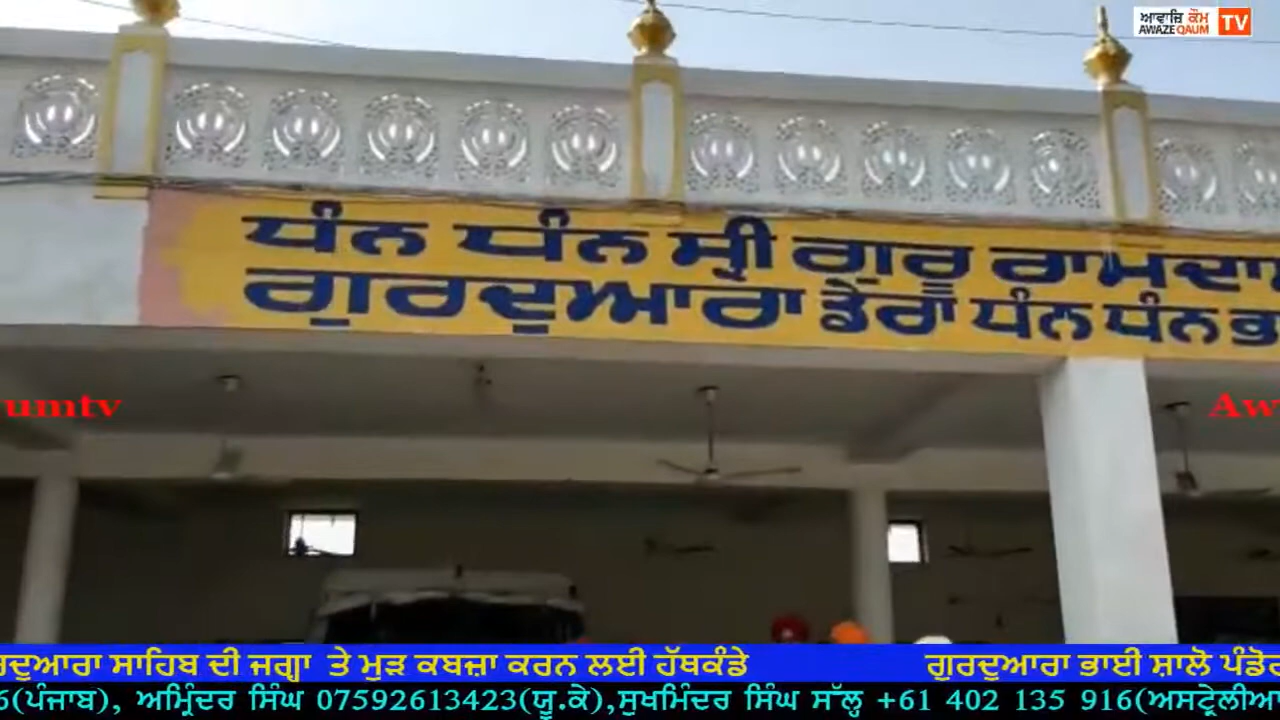 ਆਵਾਜ਼ਿ ਕੌਮ
AWAZE QAUM TV
ਧੰਨ ਧੰਨ ਸ੍ਰੀ ਗੁਰੂ ਰਾਮਦਾਸ
ਗੁਰਦੁਆਰਾ ਡੇਰਾ ਧੰਨ ਧੰਨ ਭ
umtv
Aw
ਰਦੁਆਰਾ ਸਾਹਿਬ ਦੀ ਜਗ੍ਹਾ ਤੇ ਮੁੜ ਕਬਜ਼ਾ ਕਰਨ ਲਈ ਹੱਥਕੰਡੇ ਗੁਰਦੁਆਰਾ ਭਾਈ ਸ਼ਾਲੋ ਪੰਡੋਰ
6(ਪੰਜਾਬ), ਅਮ੍ਰਿੰਦਰ ਸਿੰਘ 07592613423(ਯੂ.ਕੇ),ਸੁਖਮਿੰਦਰ ਸਿੰਘ ਸੱਲ੍ਹ +61 402 135 916(ਅਸਟ੍ਰੇਲੀਆ